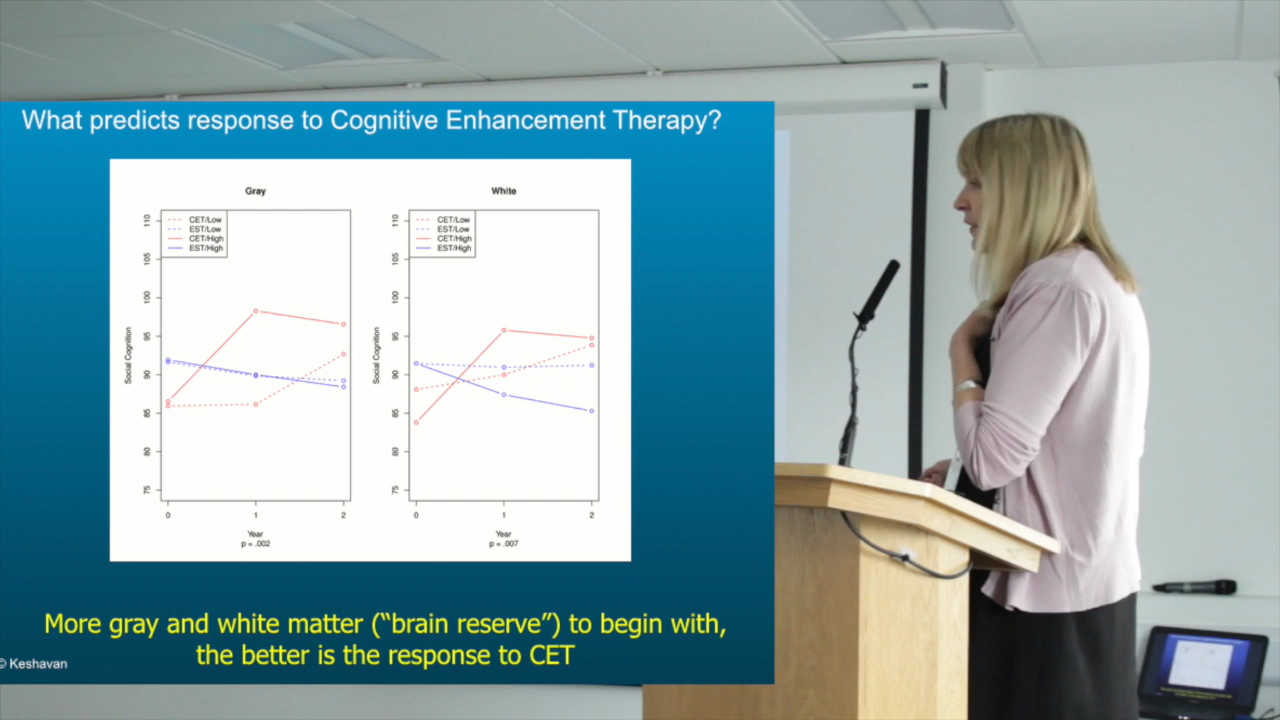 What predicts response to Cognitive Enhancement Therapy?
Gray
CET/Low
EST/Low
CET/High
EST/High
110
105
100
95
90
85
80
75
Social Cognition
0 1 2
Year
p = .002
White
CET/Low
EST/Low
CET/High
EST/High
110
105
100
95
90
85
80
75
Social Cognition
0 1 2
Year
p = .007
More gray and white matter (“brain reserve”) to begin with,
the better is the response to CET
© Keshavan